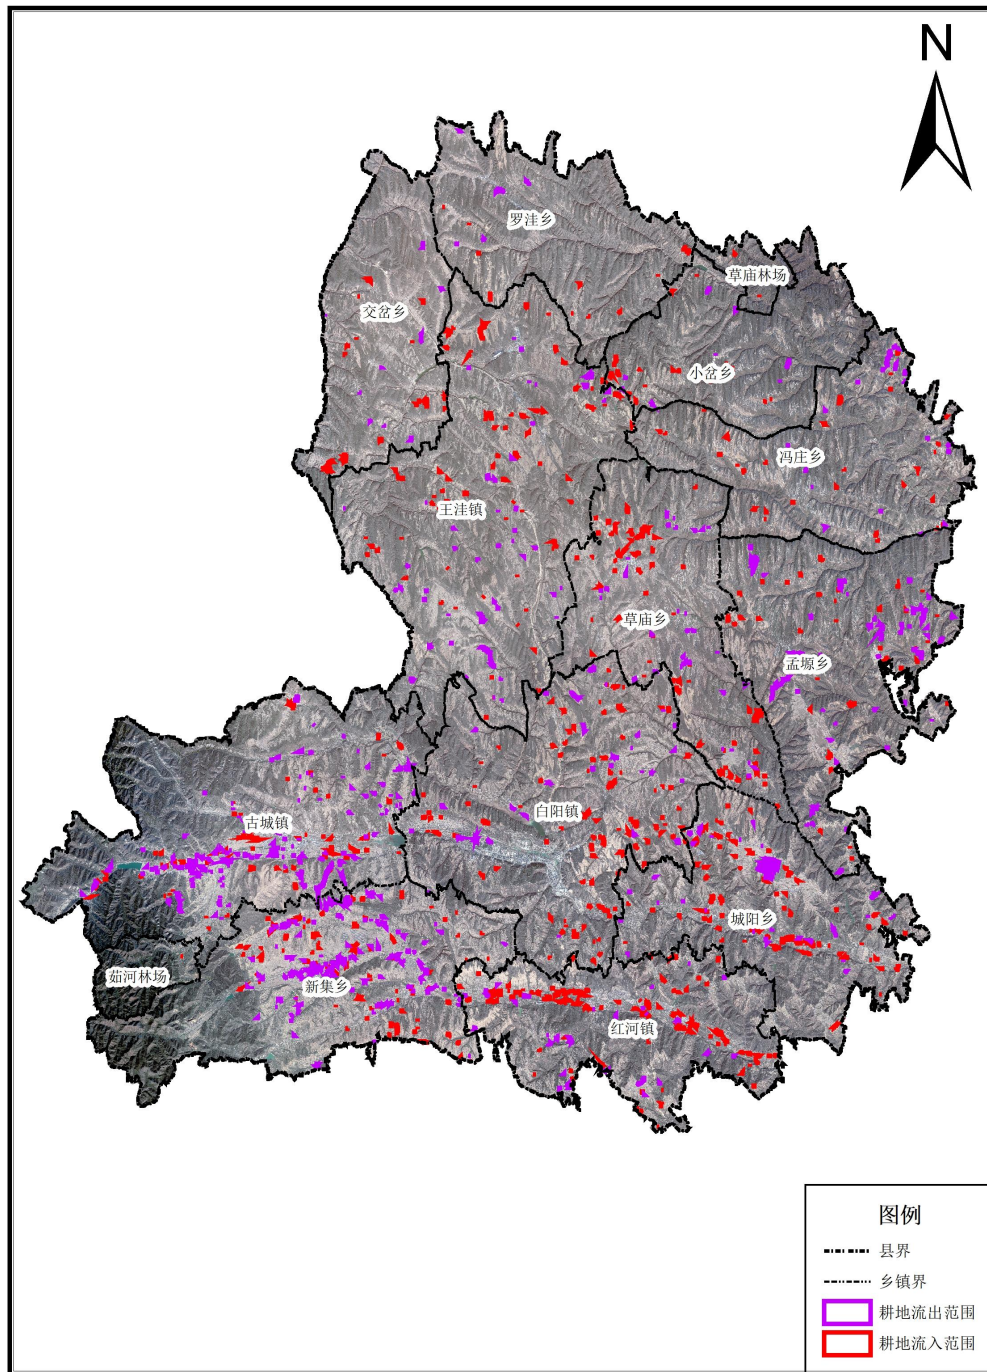 N
罗洼乡
草庙林场
交岔乡
小岔乡
冯庄乡
王洼镇
草庙乡
孟塬乡
白阳镇
古城镇
城阳乡
茹河林场
新集乡
红河镇
图例
县界
乡镇界
耕地流出范围
耕地流入范围